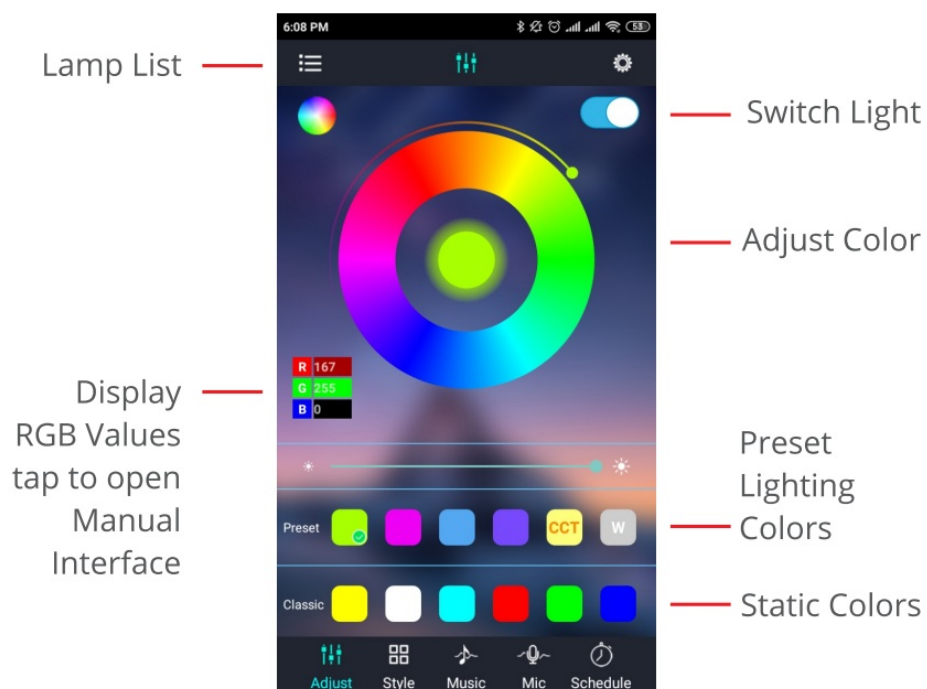 6:08 PM
53
Lamp List
Switch Light
Adjust Color
R 167
G 255
B 0
Display
RGB Values
tap to open
Manual
Interface
Preset
Lighting
Colors
Preset
CCT
W
Classic
Static Colors
Adjust
Style
Music
Mic
Schedule